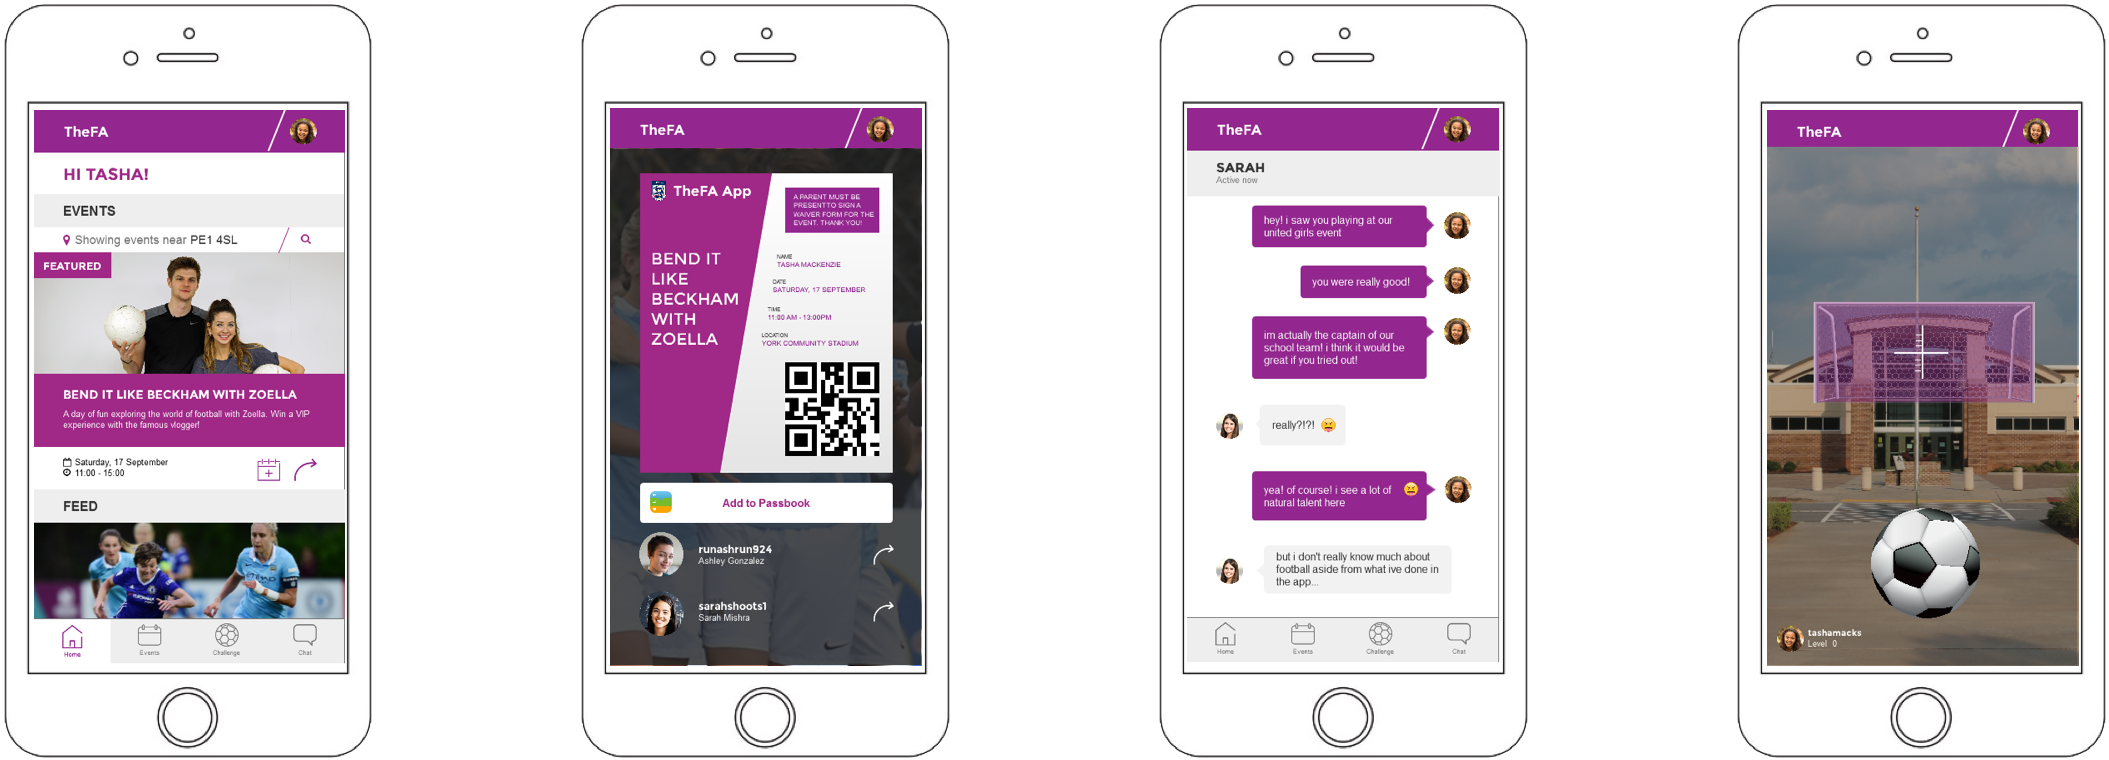 TheFA
HI TASHA!
EVENTS
Showing events near PE1 4SL
FEATURED
BEND IT LIKE BECKHAM WITH ZOELLA
A day of fun exploring the world of football with Zoella. Win a VIP
experience with the famous vlogger!
Saturday, 17 September
11:00 - 15:00
FEED
Home
Events
Challenge
Chat
TheFA
TheFA App
A PARENT MUST BE
PRESENTTO SIGN A
WAIVER FORM FOR THE
EVENT. THANK YOU!
BEND IT
LIKE
BECKHAM
WITH
ZOELLA
NAME
TASHA MACKENZIE
DATE
SATURDAY, 17 SEPTEMBER
TIME
11:00 AM - 13:00PM
LOCATION
YORK COMMUNITY STADIUM
Add to Passbook
runashrun924
Ashley Gonzalez
sarahshoots1
Sarah Mishra
TheFA
SARAH
Active now
hey! i saw you playing at our
united girls event
you were really good!
im actually the captain of our
school team! i think it would be
great if you tried out!
really?!?!
yea! of course! i see a lot of
natural talent here
but i don't really know much about
football aside from what ive done in
the app...
Home
Events
Challenge
Chat
TheFA
tashamacks
Level 0